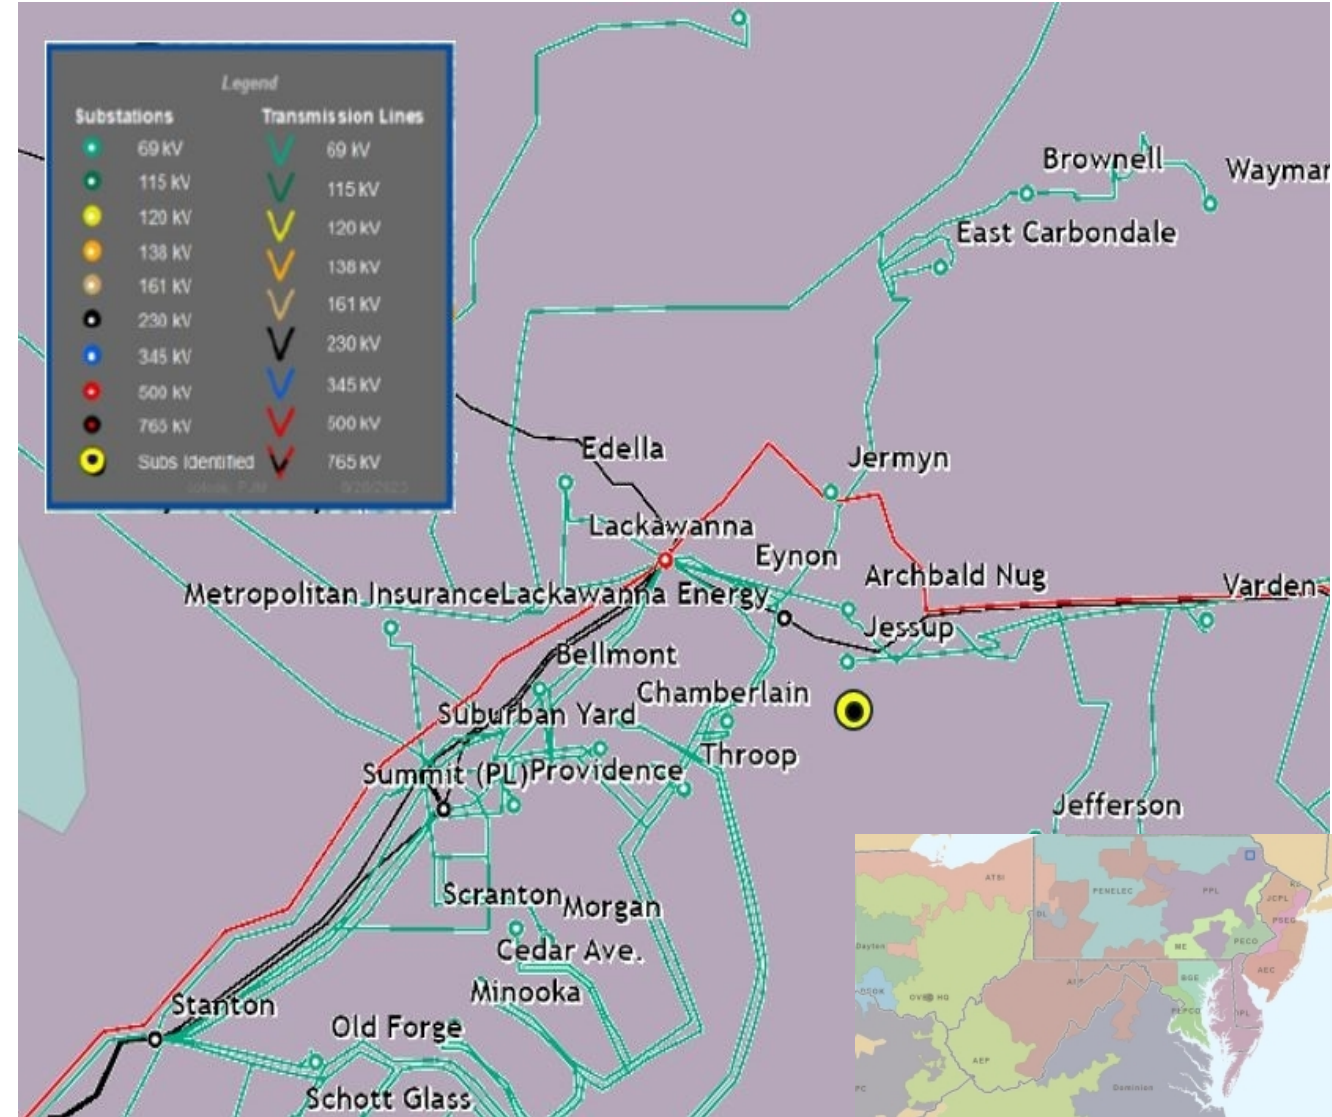 Legend
Substations
Transmission Lines
69 kV
115 kV
120 kV
138 kV
161 kV
230 kV
345 kV
500 kV
765 kV
Subs Identified
69 kV
115 kV
120 kV
138 kV
161 kV
230 kV
345 kV
500 kV
765 kV
Brownell
Waymar
East Carbondale
Edella
Jermyn
Lackawanna
Eynon
Archbald Nug
Varden
Metropolitan Insurance
Lackawanna Energy
Jessup
Bellmont
Chamberlain
Suburban Yard
Throop
Summit (PL)
Providence
Jefferson
Scranton
Morgan
Cedar Ave.
Minooka
Stanton
Old Forge
Schott Glass
ATSI
PENELEC
PPL
JCPL
DL
PSEG
Dayton
ME
PECO
AEC
BGE
HQ
AEP
Dominion